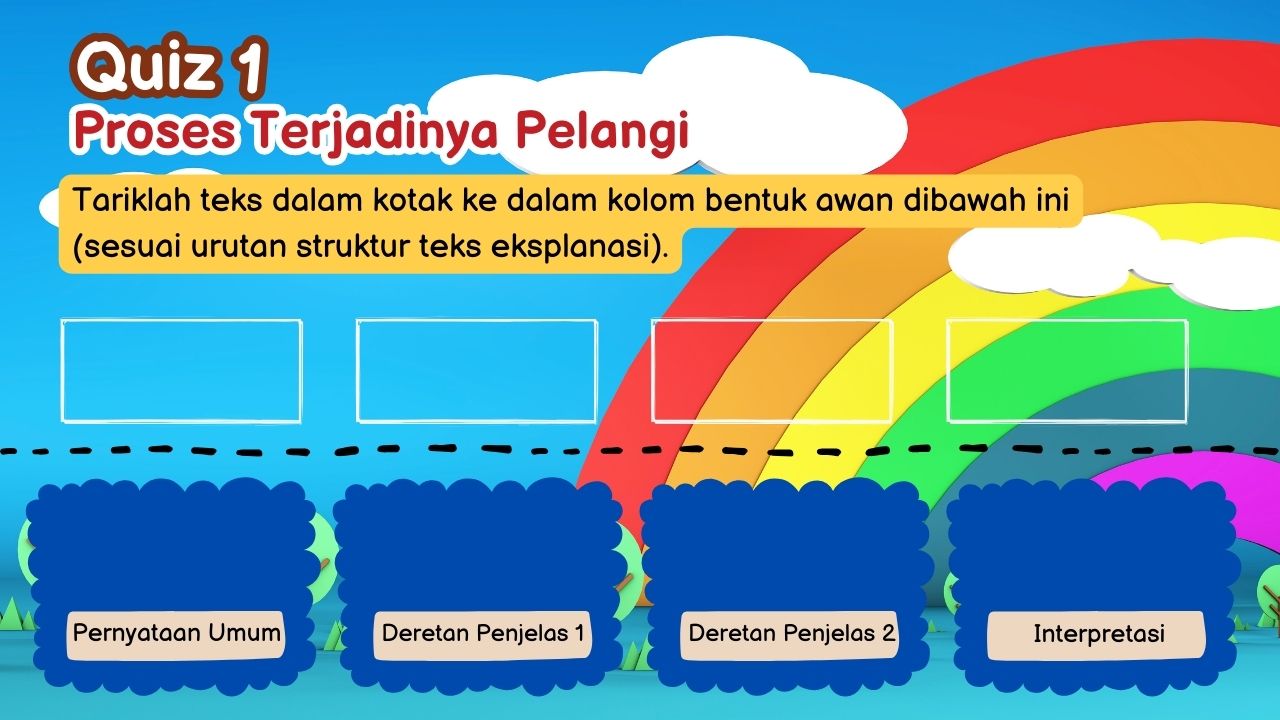 Quiz 1
Proses Terjadinya Pelangi
Tariklah teks dalam kotak ke dalam kolom bentuk awan dibawah ini
(sesuai urutan struktur teks eksplanasi).
Pernyataan Umum
Deretan Penjelas 1
Deretan Penjelas 2
Interpretasi